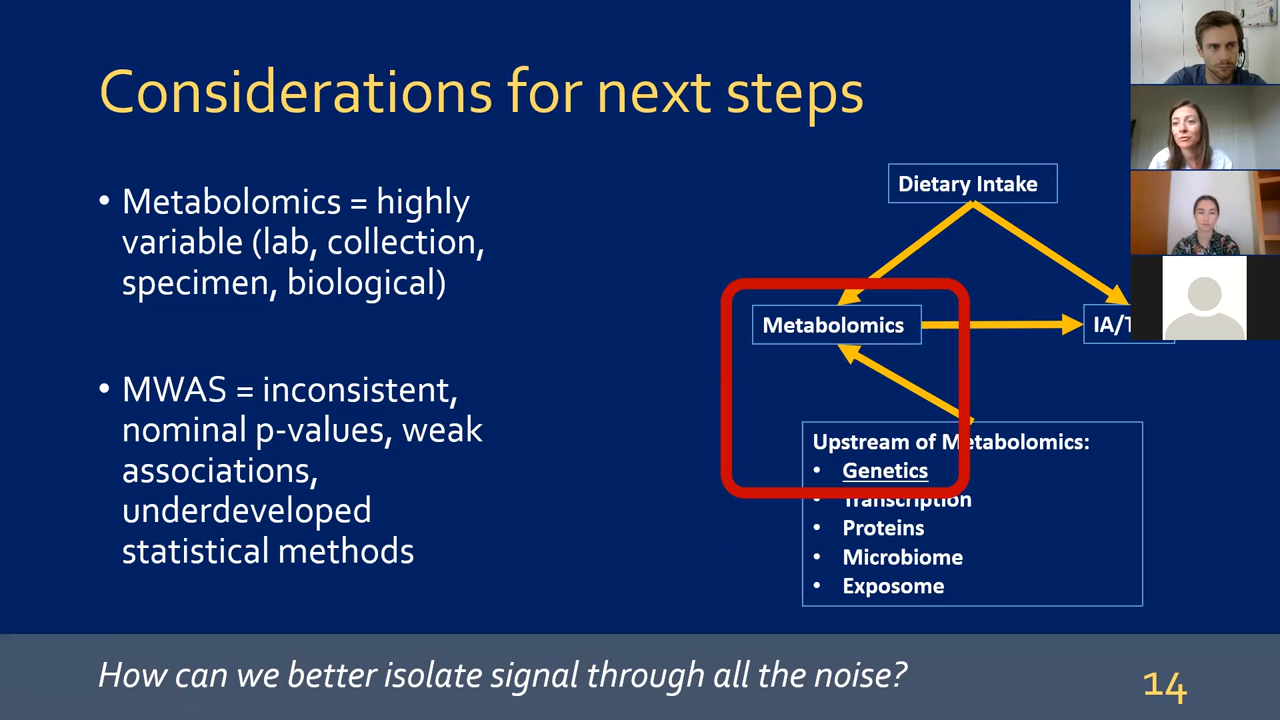 Considerations for next steps
• Metabolomics = highly
variable (lab, collection,
specimen, biological)
• MWAS = inconsistent,
nominal p-values, weak
associations,
underdeveloped
statistical methods
Dietary Intake
Metabolomics
IA/T
Upstream of Metabolomics:
• Genetics
• Transcription
• Proteins
• Microbiome
• Exposome
How can we better isolate signal through all the noise?
14